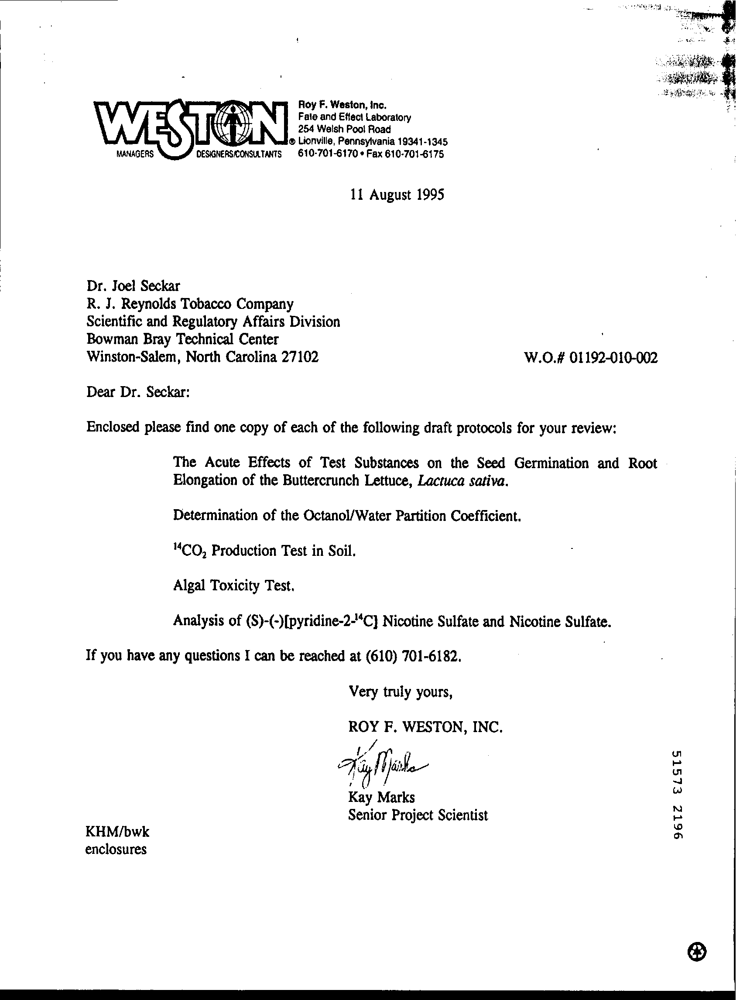 WESTON
MANAGERS DESIGNERS/CONSULTANTS
Roy F. Weston, Inc.
Fate and Effect Laboratory
254 Welsh Pool Road
Lionville, Pennsylvania 19341-1345
610-701-6170 • Fax 610-701-6175
11 August 1995
Dr. Joel Seckar
R. J. Reynolds Tobacco Company
Scientific and Regulatory Affairs Division
Bowman Bray Technical Center
Winston-Salem, North Carolina 27102 W.O.# 01192-010-002
Dear Dr. Seckar:
Enclosed please find one copy of each of the following draft protocols for your review:
The Acute Effects of Test Substances on the Seed Germination and Root
Elongation of the Buttercrunch Lettuce, Lactuca sativa.
Determination of the Octanol/Water Partition Coefficient.
¹⁴CO₂ Production Test in Soil.
Algal Toxicity Test.
Analysis of (S)-(-)[pyridine-2-¹⁴C] Nicotine Sulfate and Nicotine Sulfate.
If you have any questions I can be reached at (610) 701-6182.
Very truly yours,
ROY F. WESTON, INC.
Kay Marks
Kay Marks
Senior Project Scientist
KHM/bwk
enclosures
51573 2196